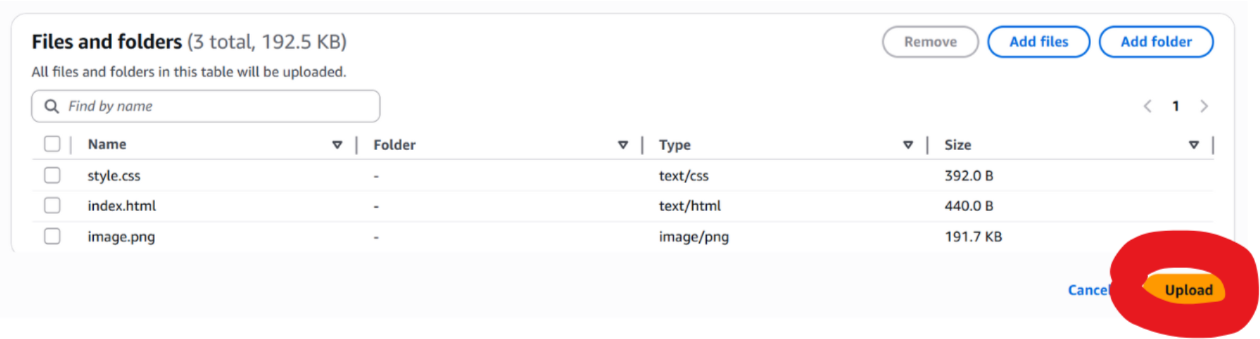 Files and folders (3 total, 192.5 KB)
Remove
Add files
Add folder
All files and folders in this table will be uploaded.
Find by name
1
Name Folder Type Size
style.css - text/css 392.0 B
index.html - text/html 440.0 B
image.png - image/png 191.7 KB
Cancel Upload